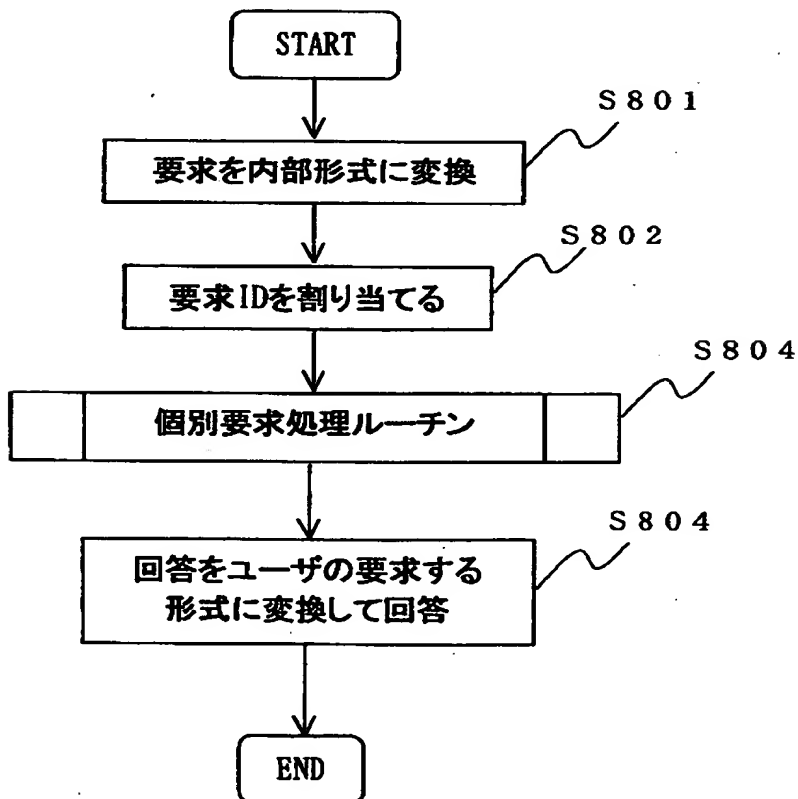 START
S801
要求を内部形式に変換
S802
要求IDを割り当てる
S804
個別要求処理ルーチン
S804
回答をユーザの要求する
形式に変換して回答
END